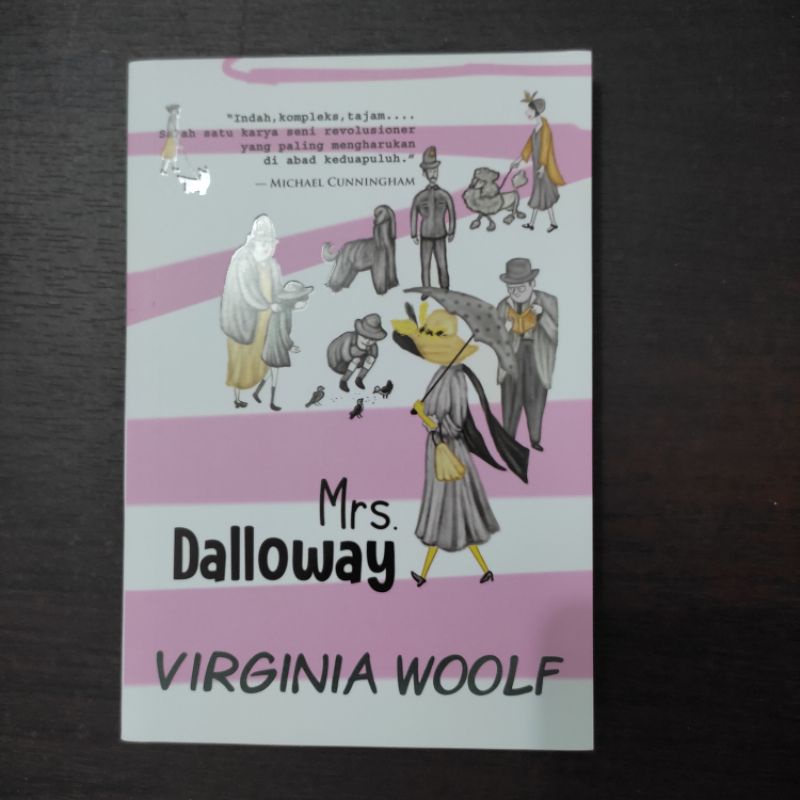 "Indah,kompleks,tajam....
Salah satu karya seni revolusioner
yang paling mengharukan
di abad keduapuluh."
— MICHAEL CUNNINGHAM
Mrs.
Dalloway
VIRGINIA WOOLF